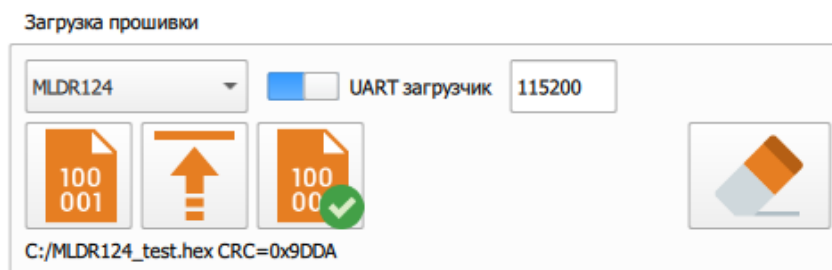 Загрузка прошивки
MLDR124 UART загрузчик 115200
100 100
001 00
C:/MLDR124_test.hex CRC=0x9DDA